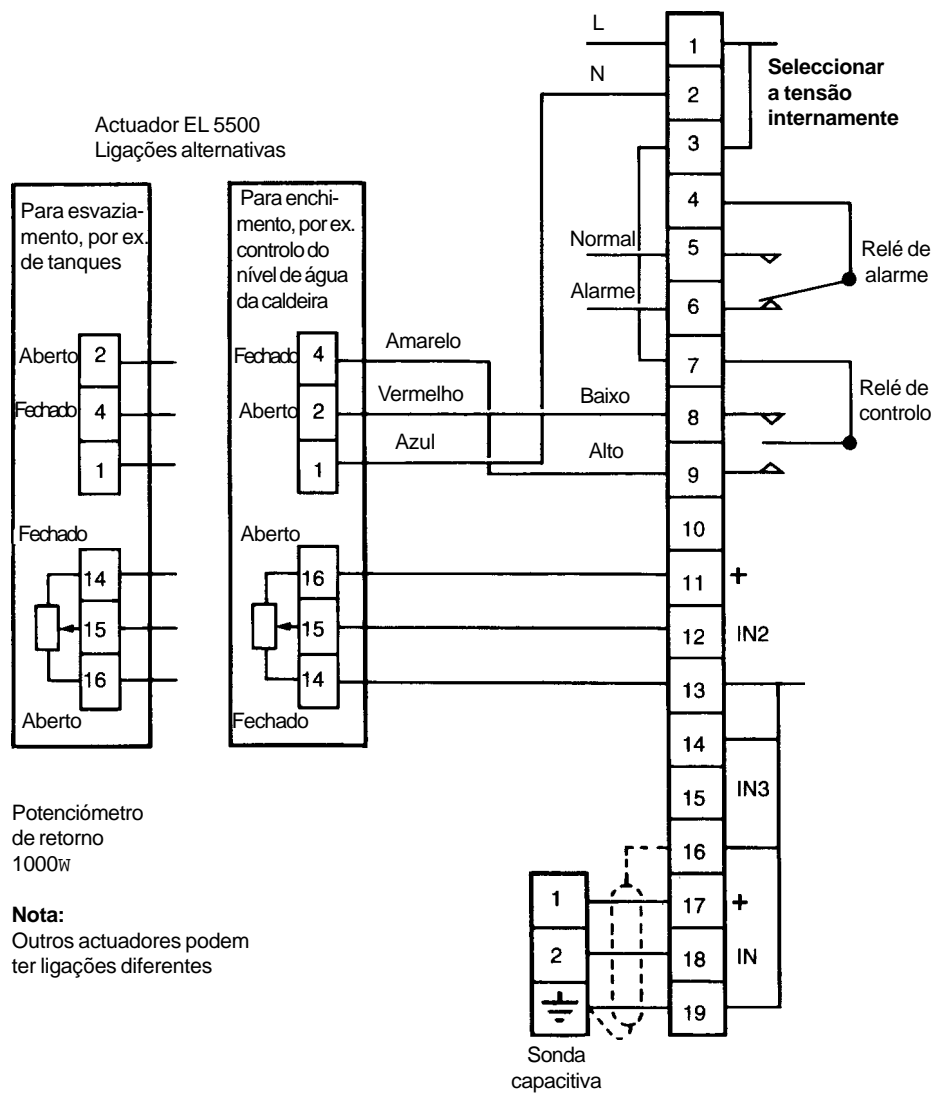 L
N
1
2
3
4
5
6
7
8
9
10
11
12
13
14
15
16
17
18
19
Seleccionar
a tensão
internamente
Actuador EL 5500
Ligações alternativas
Para esvazia-
mento, por ex.
de tanques
Aberto 2
Fechado 4
1
Fechado
14
15
16
Aberto
Para enchi-
mento, por ex.
controlo do
nível de água
da caldeira
Fechado 4
Aberto 2
1
Aberto
16
15
14
Fechado
Amarelo
Vermelho
Azul
Normal
Alarme
Baixo
Alto
Relé de
alarme
Relé de
controlo
+
IN2
IN3
+
IN
Potenciómetro
de retorno
1000W
Nota:
Outros actuadores podem
ter ligações diferentes
1
2
Sonda
capacitiva